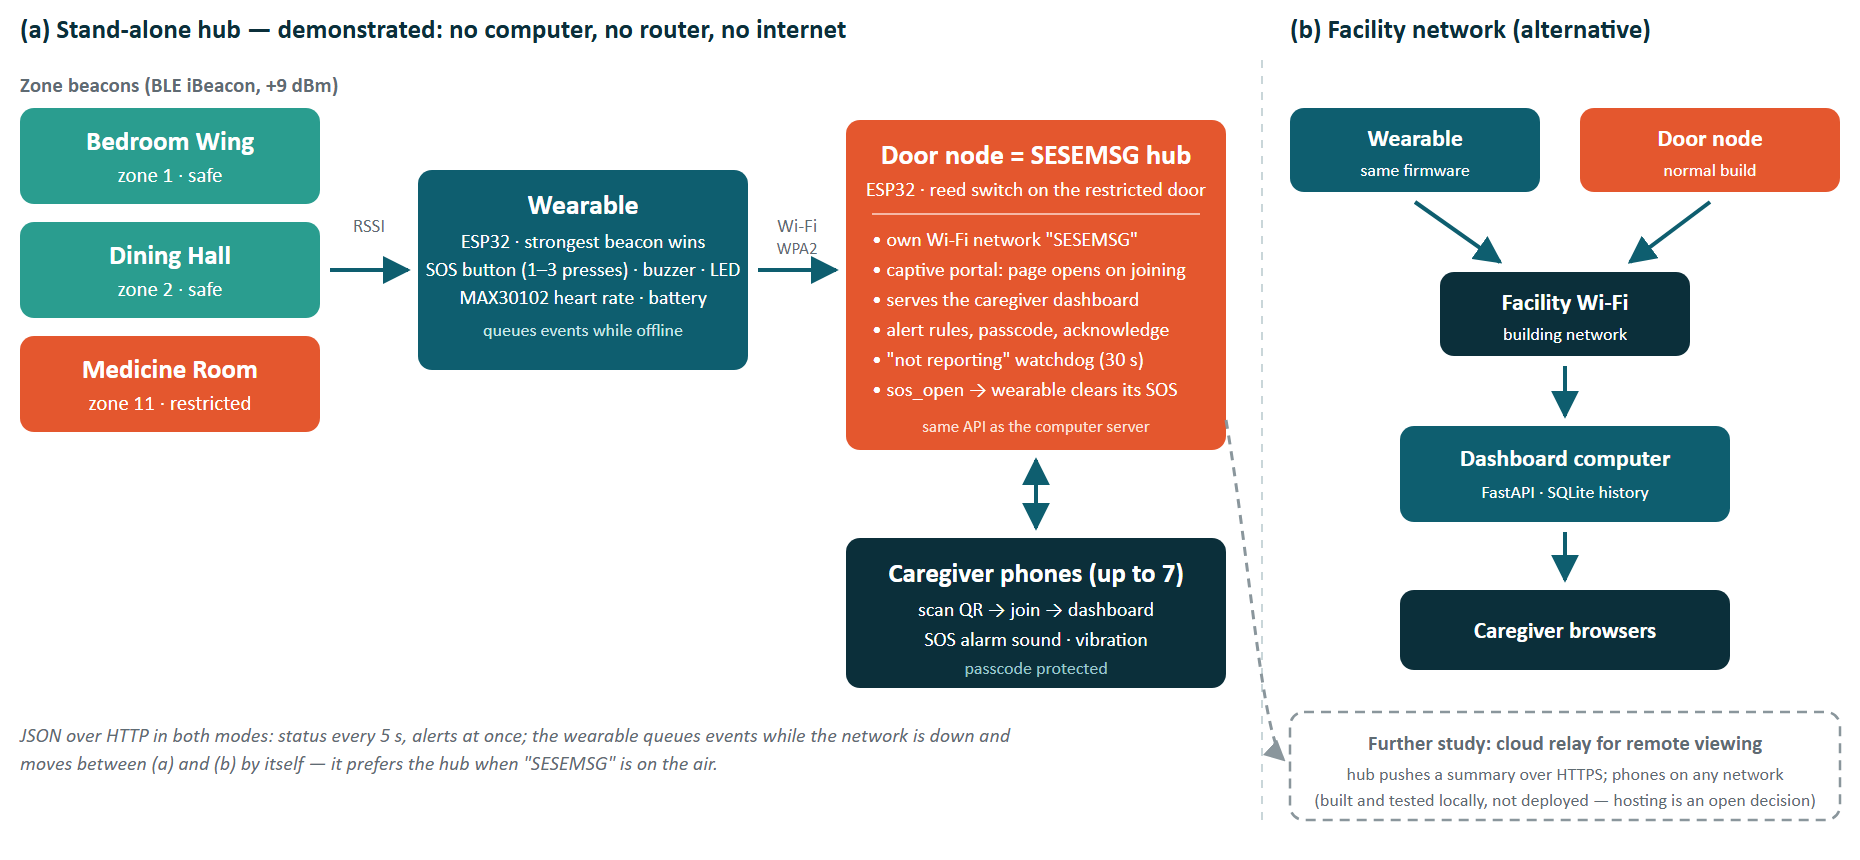 (a) Stand-alone hub — demonstrated: no computer, no router, no internet
Zone beacons (BLE iBeacon, +9 dBm)
Bedroom Wing
zone 1 · safe
Dining Hall
zone 2 · safe
Medicine Room
zone 11 · restricted
RSSI
Wearable
ESP32 · strongest beacon wins
SOS button (1–3 presses) · buzzer · LED
MAX30102 heart rate · battery
queues events while offline
Wi-Fi
WPA2
Door node = SESEMSG hub
ESP32 · reed switch on the restricted door
• own Wi-Fi network "SESEMSG"
• captive portal: page opens on joining
• serves the caregiver dashboard
• alert rules, passcode, acknowledge
• "not reporting" watchdog (30 s)
• sos_open → wearable clears its SOS
same API as the computer server
Caregiver phones (up to 7)
scan QR → join → dashboard
SOS alarm sound · vibration
passcode protected
JSON over HTTP in both modes: status every 5 s, alerts at once; the wearable queues events while the network is down and
moves between (a) and (b) by itself — it prefers the hub when "SESEMSG" is on the air.
(b) Facility network (alternative)
Wearable
same firmware
Door node
normal build
Facility Wi-Fi
building network
Dashboard computer
FastAPI · SQLite history
Caregiver browsers
Further study: cloud relay for remote viewing
hub pushes a summary over HTTPS; phones on any network
(built and tested locally, not deployed — hosting is an open decision)